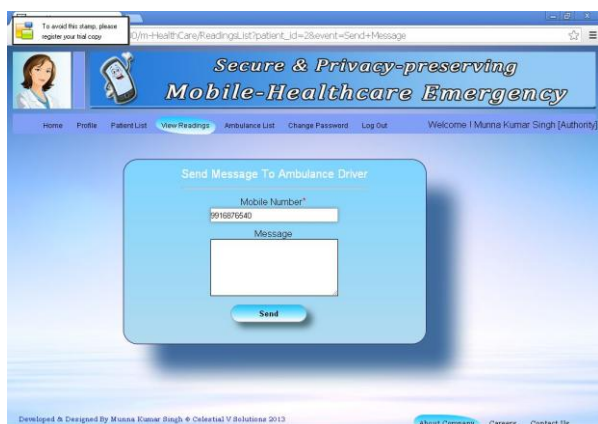 To avoid this stamp, please
register your trial copy
0/m-HealthCare/ReadingsList?patient_id=2&event=Send+Message
Secure & Privacy-preserving
Mobile-Healthcare Emergency
Home Profile Patient List View Readings Ambulance List Change Password Log Out Welcome ! Munna Kumar Singh [Authority]
Send Message To Ambulance Driver
Mobile Number*
9916876540
Message
Send
Developed & Designed By Munna Kumar Singh © Celestial V Solutions 2013
About Company Careers Contact Us